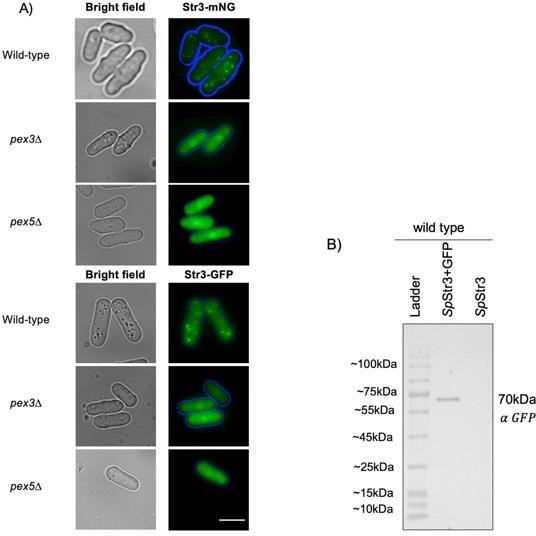 A)
Bright field Str3-mNG
Wild-type
pex3Δ
pex5Δ
Bright field Str3-GFP
Wild-type
pex3Δ
pex5Δ
B)
wild type
Ladder
SpStr3+GFP
SpStr3
~100kDa
~75kDa
~55kDa
~45kDa
~25kDa
~15kDa
~10kDa
70kDa
α GFP